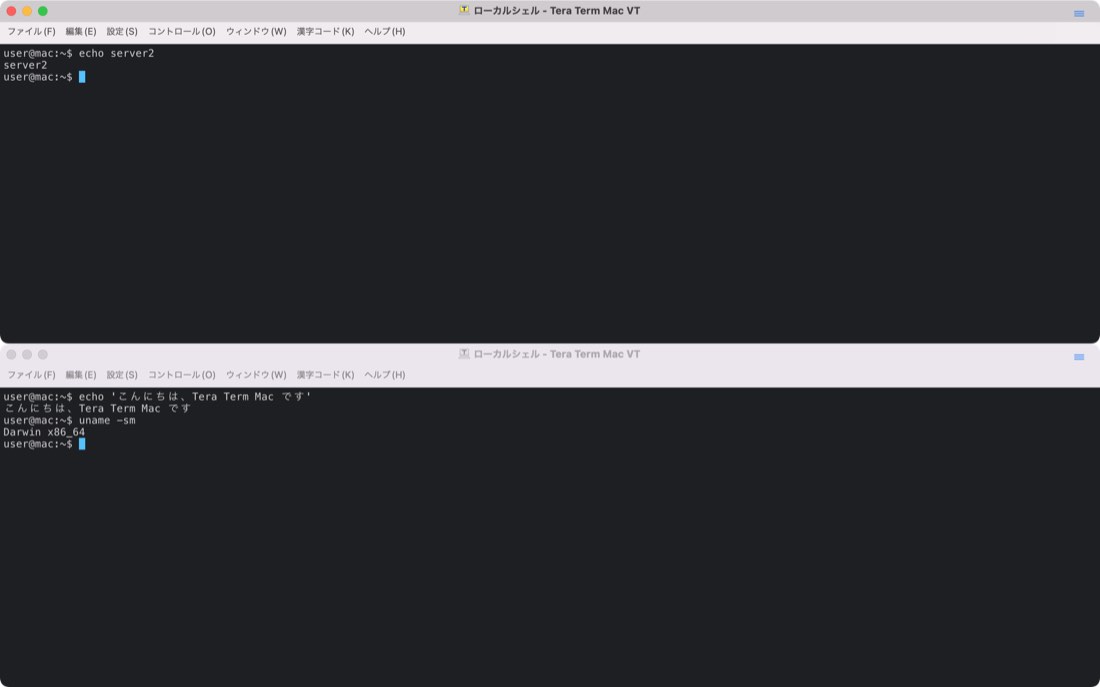 ローカルシェル - Tera Term Mac VT
ファイル(F) 編集(E) 設定(S) コントロール(O) ウィンドウ(W) 漢字コード(K) ヘルプ(H)
user@mac:~$ echo server2
server2
user@mac:~$
ローカルシェル - Tera Term Mac VT
ファイル(F) 編集(E) 設定(S) コントロール(O) ウィンドウ(W) 漢字コード(K) ヘルプ(H)
user@mac:~$ echo 'こんにちは、Tera Term Mac です'
こんにちは、Tera Term Mac です
user@mac:~$ uname -sm
Darwin x86_64
user@mac:~$